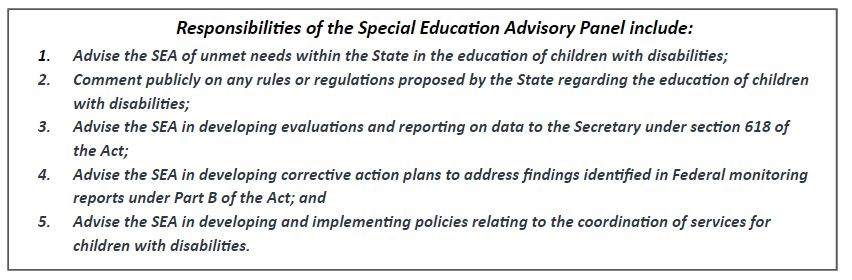 Responsibilities of the Special Education Advisory Panel include:
1. Advise the SEA of unmet needs within the State in the education of children with disabilities;
2. Comment publicly on any rules or regulations proposed by the State regarding the education of children
with disabilities;
3. Advise the SEA in developing evaluations and reporting on data to the Secretary under section 618 of
the Act;
4. Advise the SEA in developing corrective action plans to address findings identified in Federal monitoring
reports under Part B of the Act; and
5. Advise the SEA in developing and implementing policies relating to the coordination of services for
children with disabilities.